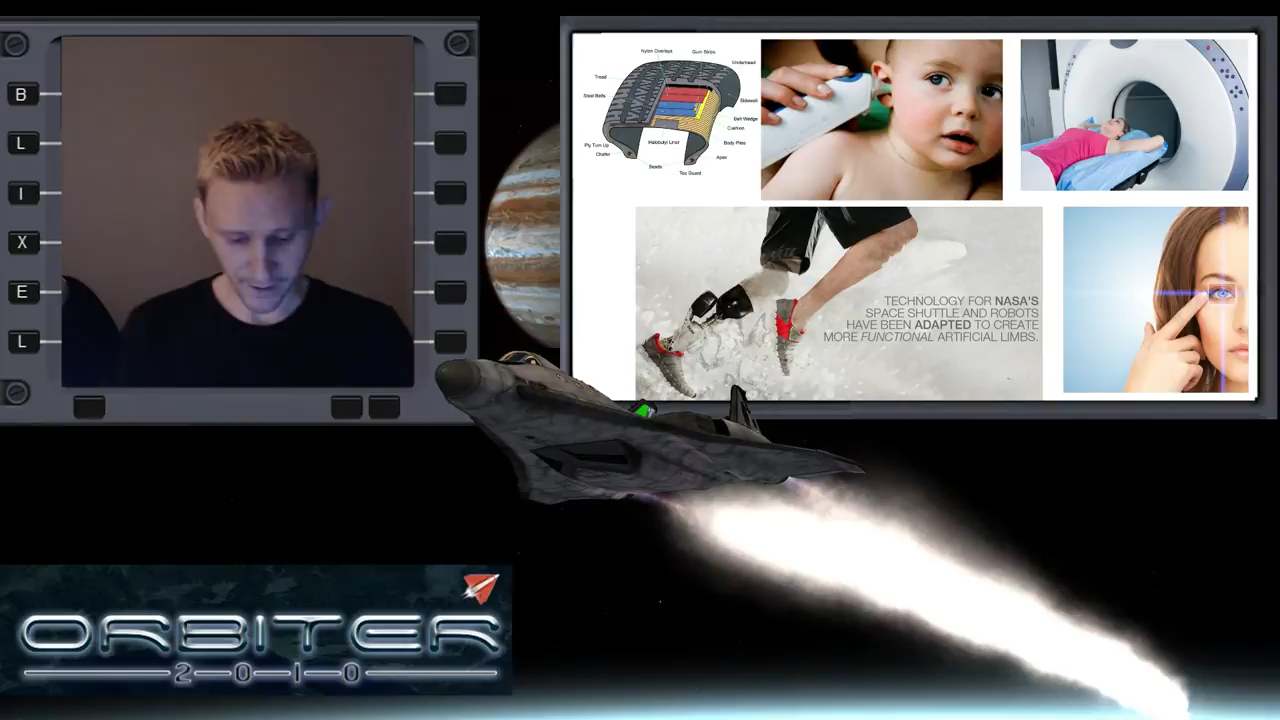 B
L
I
X
E
L
Nylon Overlays
Gum Strips
Undertread
Tread
Steel Belts
Sidewall
Belt Wedge
Cushion
Ply Turn Up
Chafer
Halobutyl Liner
Body Plies
Apex
Beads
Toe Guard
TECHNOLOGY FOR NASA'S
SPACE SHUTTLE AND ROBOTS
HAVE BEEN ADAPTED TO CREATE
MORE FUNCTIONAL ARTIFICIAL LIMBS.
ORBITER
2010